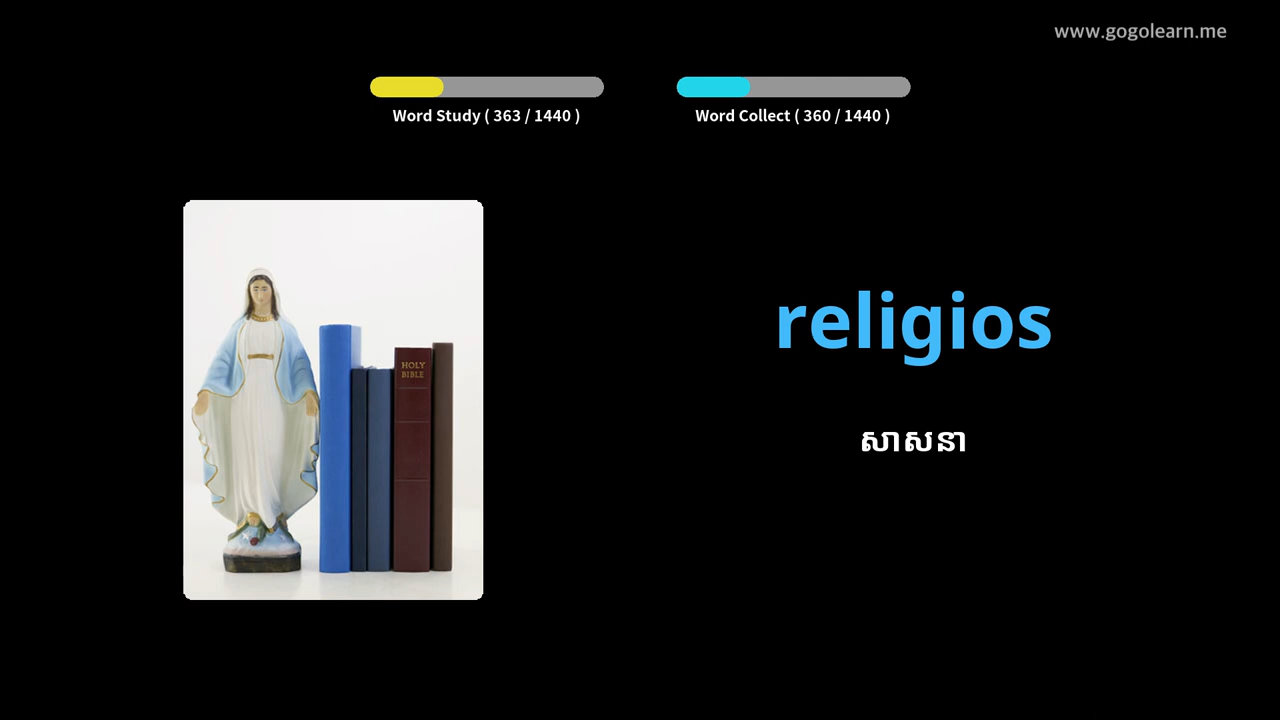 www.gogolearn.me
Word Study ( 363 / 1440 )
Word Collect ( 360 / 1440 )
HOLY
BIBLE
religios
សាសនា